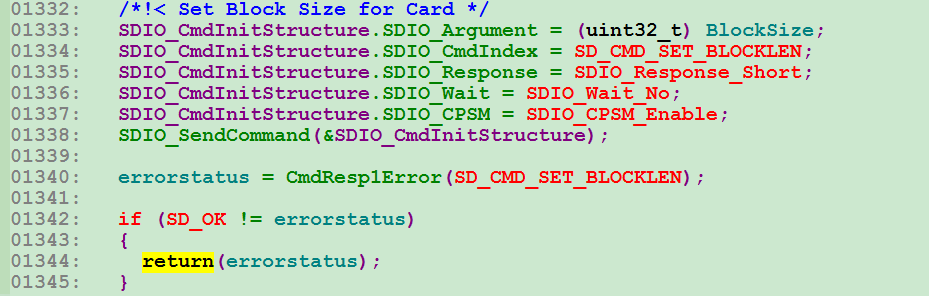 01332: /*!< Set Block Size for Card */
01333: SDIO_CmdInitStructure.SDIO_Argument = (uint32_t) BlockSize;
01334: SDIO_CmdInitStructure.SDIO_CmdIndex = SD_CMD_SET_BLOCKLEN;
01335: SDIO_CmdInitStructure.SDIO_Response = SDIO_Response_Short;
01336: SDIO_CmdInitStructure.SDIO_Wait = SDIO_Wait_No;
01337: SDIO_CmdInitStructure.SDIO_CPSM = SDIO_CPSM_Enable;
01338: SDIO_SendCommand(&SDIO_CmdInitStructure);
01339:
01340: errorstatus = CmdResp1Error(SD_CMD_SET_BLOCKLEN);
01341:
01342: if (SD_OK != errorstatus)
01343: {
01344: return(errorstatus);
01345: }